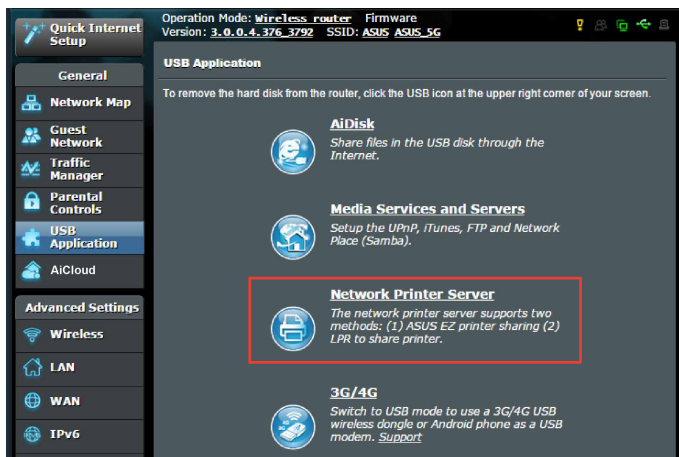 Quick Internet
Setup
General
Network Map
Guest
Network
Traffic
Manager
Parental
Controls
USB
Application
AiCloud
Advanced Settings
Wireless
LAN
WAN
IPv6
Operation Mode: Wireless router Firmware
Version: 3.0.0.4.376_3792 SSID: ASUS ASUS_5G
USB Application
To remove the hard disk from the router, click the USB icon at the upper right corner of your screen.
AiDisk
Share files in the USB disk through the
Internet.
Media Services and Servers
Setup the UPnP, iTunes, FTP and Network
Place (Samba).
Network Printer Server
The network printer server supports two
methods: (1) ASUS EZ printer sharing (2)
LPR to share printer.
3G/4G
Switch to USB mode to use a 3G/4G USB
wireless dongle or Android phone as a USB
modem. Support